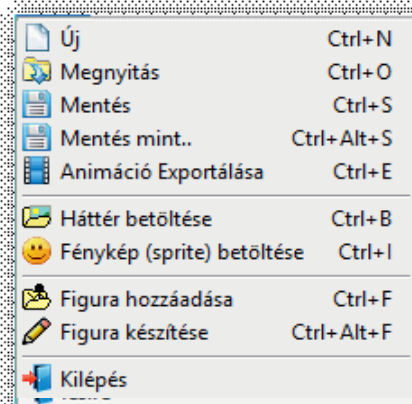 Új Ctrl+N
Megnyitás Ctrl+O
Mentés Ctrl+S
Mentés mint.. Ctrl+Alt+S
Animáció Exportálása Ctrl+E
Háttér betöltése Ctrl+B
Fénykép (sprite) betöltése Ctrl+I
Figura hozzáadása Ctrl+F
Figura készítése Ctrl+Alt+F
Kilépés